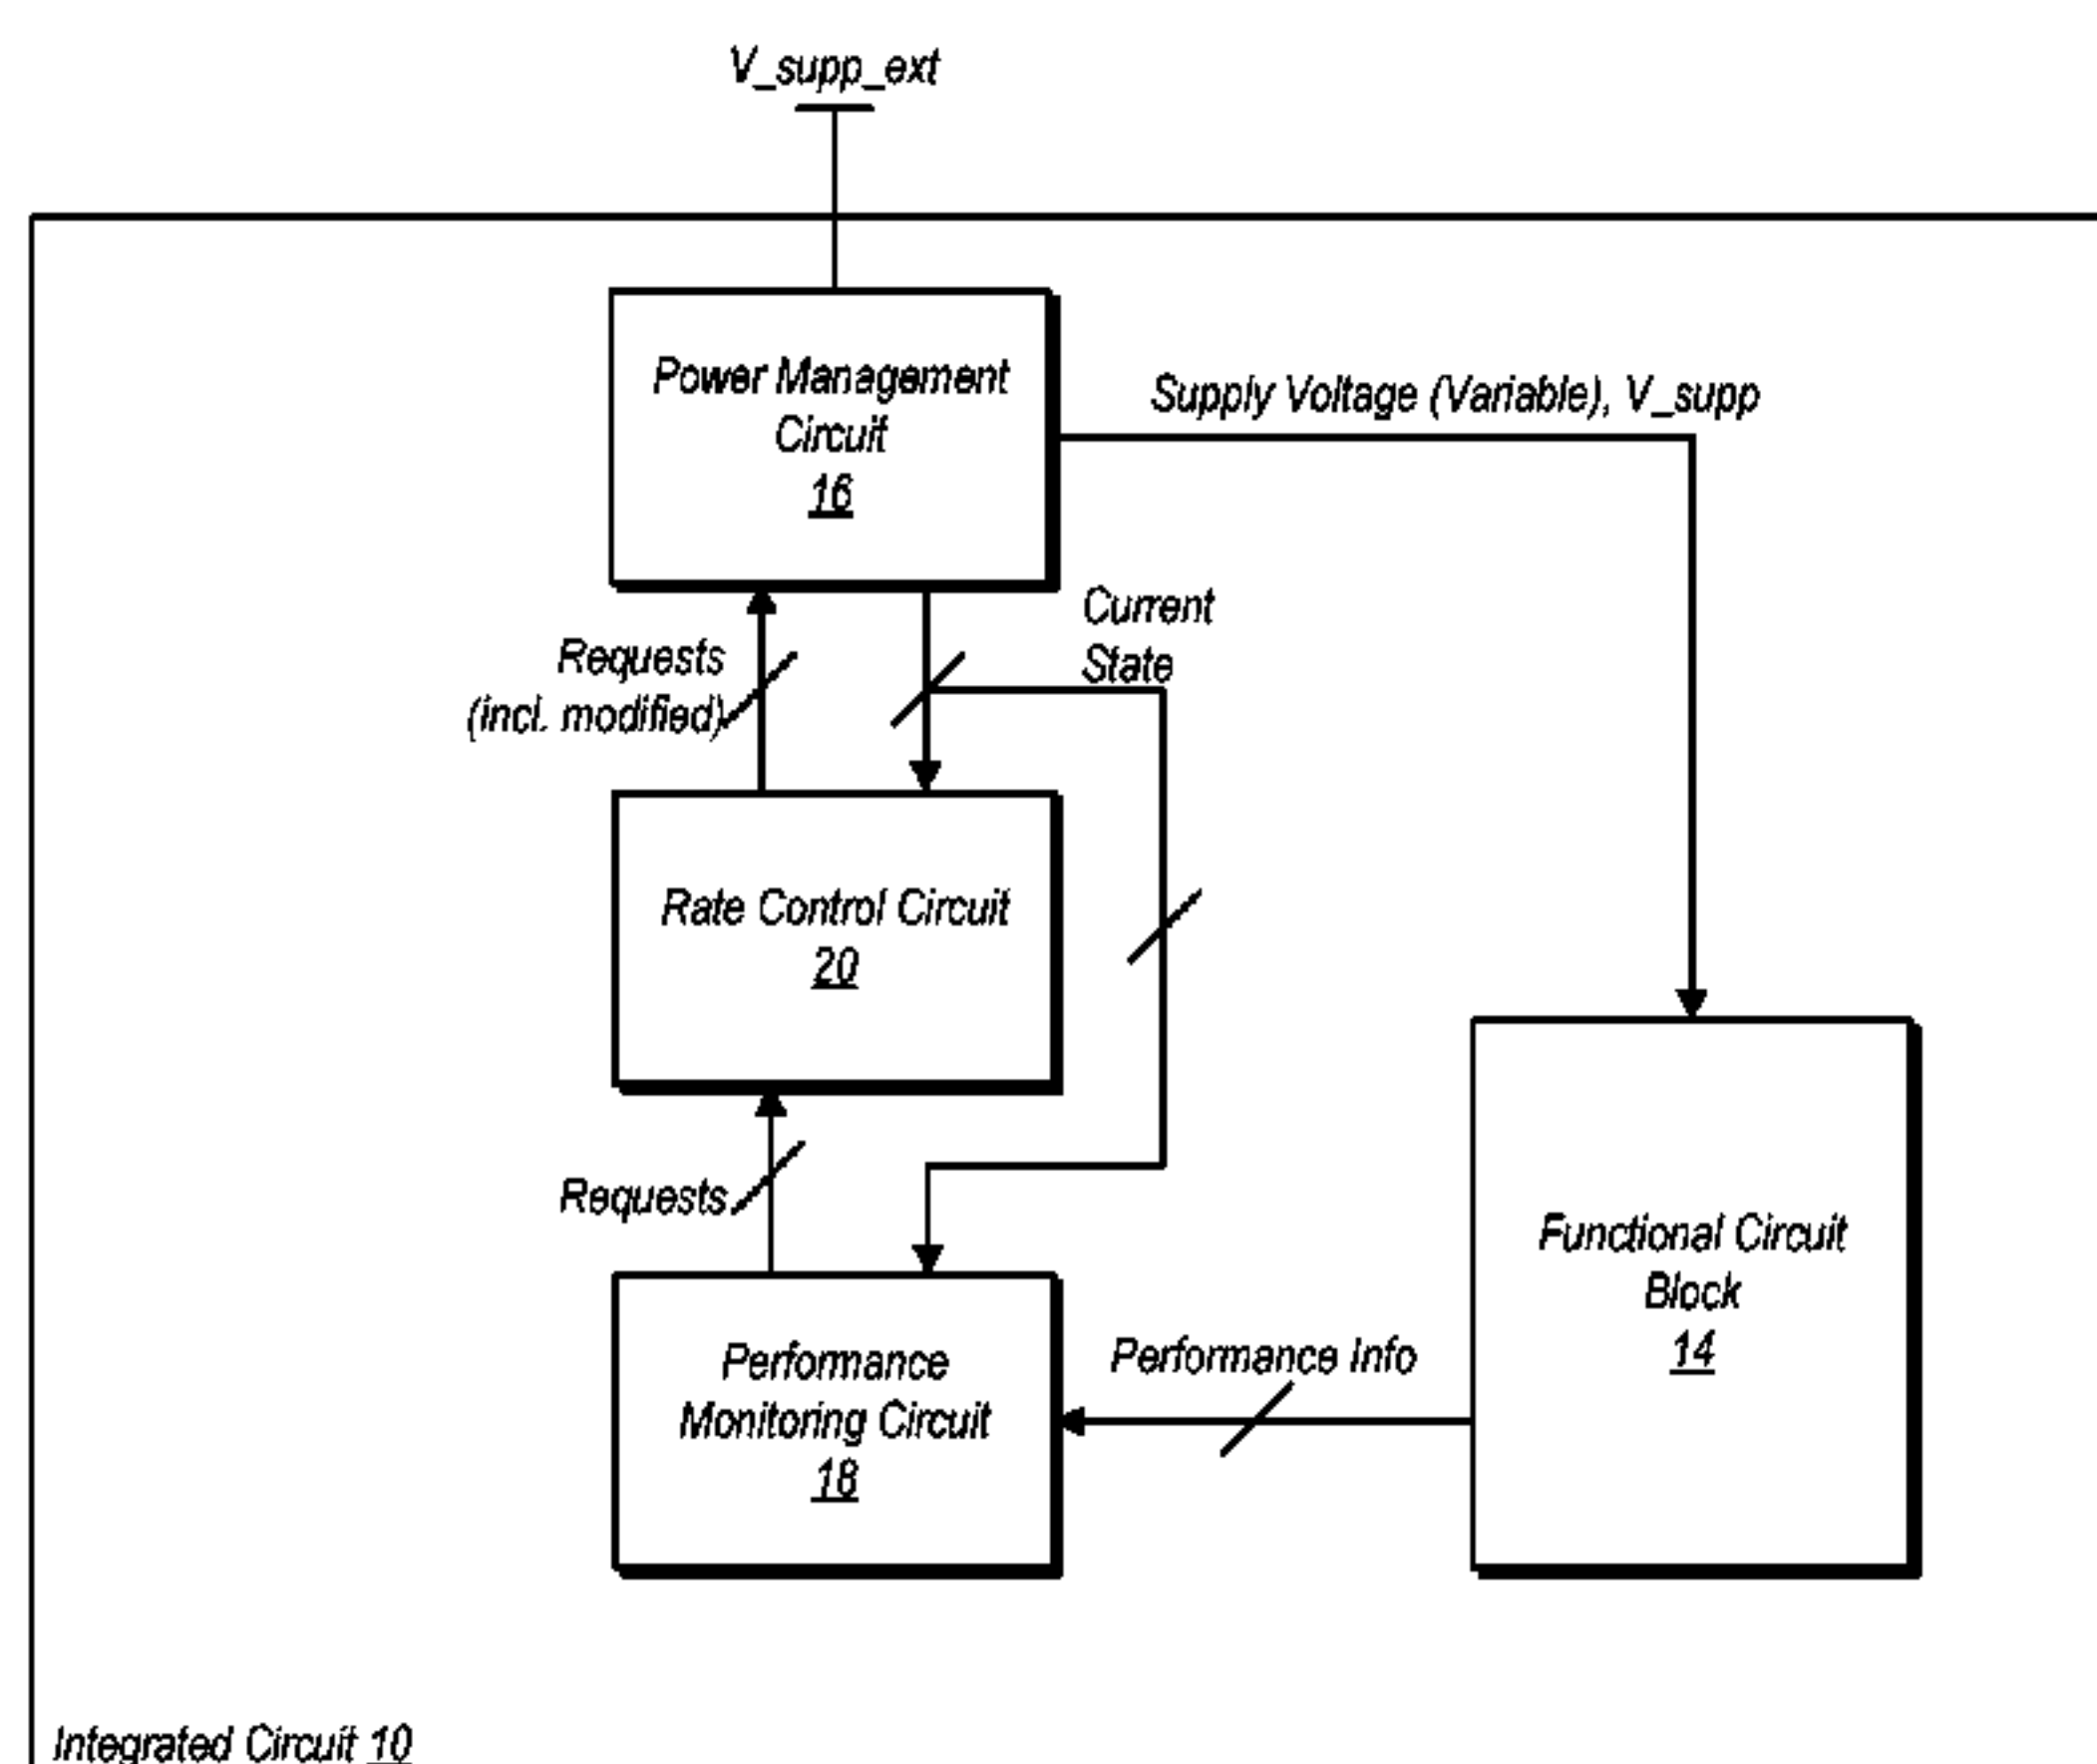 V_supp_ext
Power Management
Circuit
16
Supply Voltage (Variable), V_supp
Current
State
Requests
(incl. modified)
Rate Control Circuit
20
Requests
Functional Circuit
Block
14
Performance Info
Performance
Monitoring Circuit
18
Integrated Circuit 10